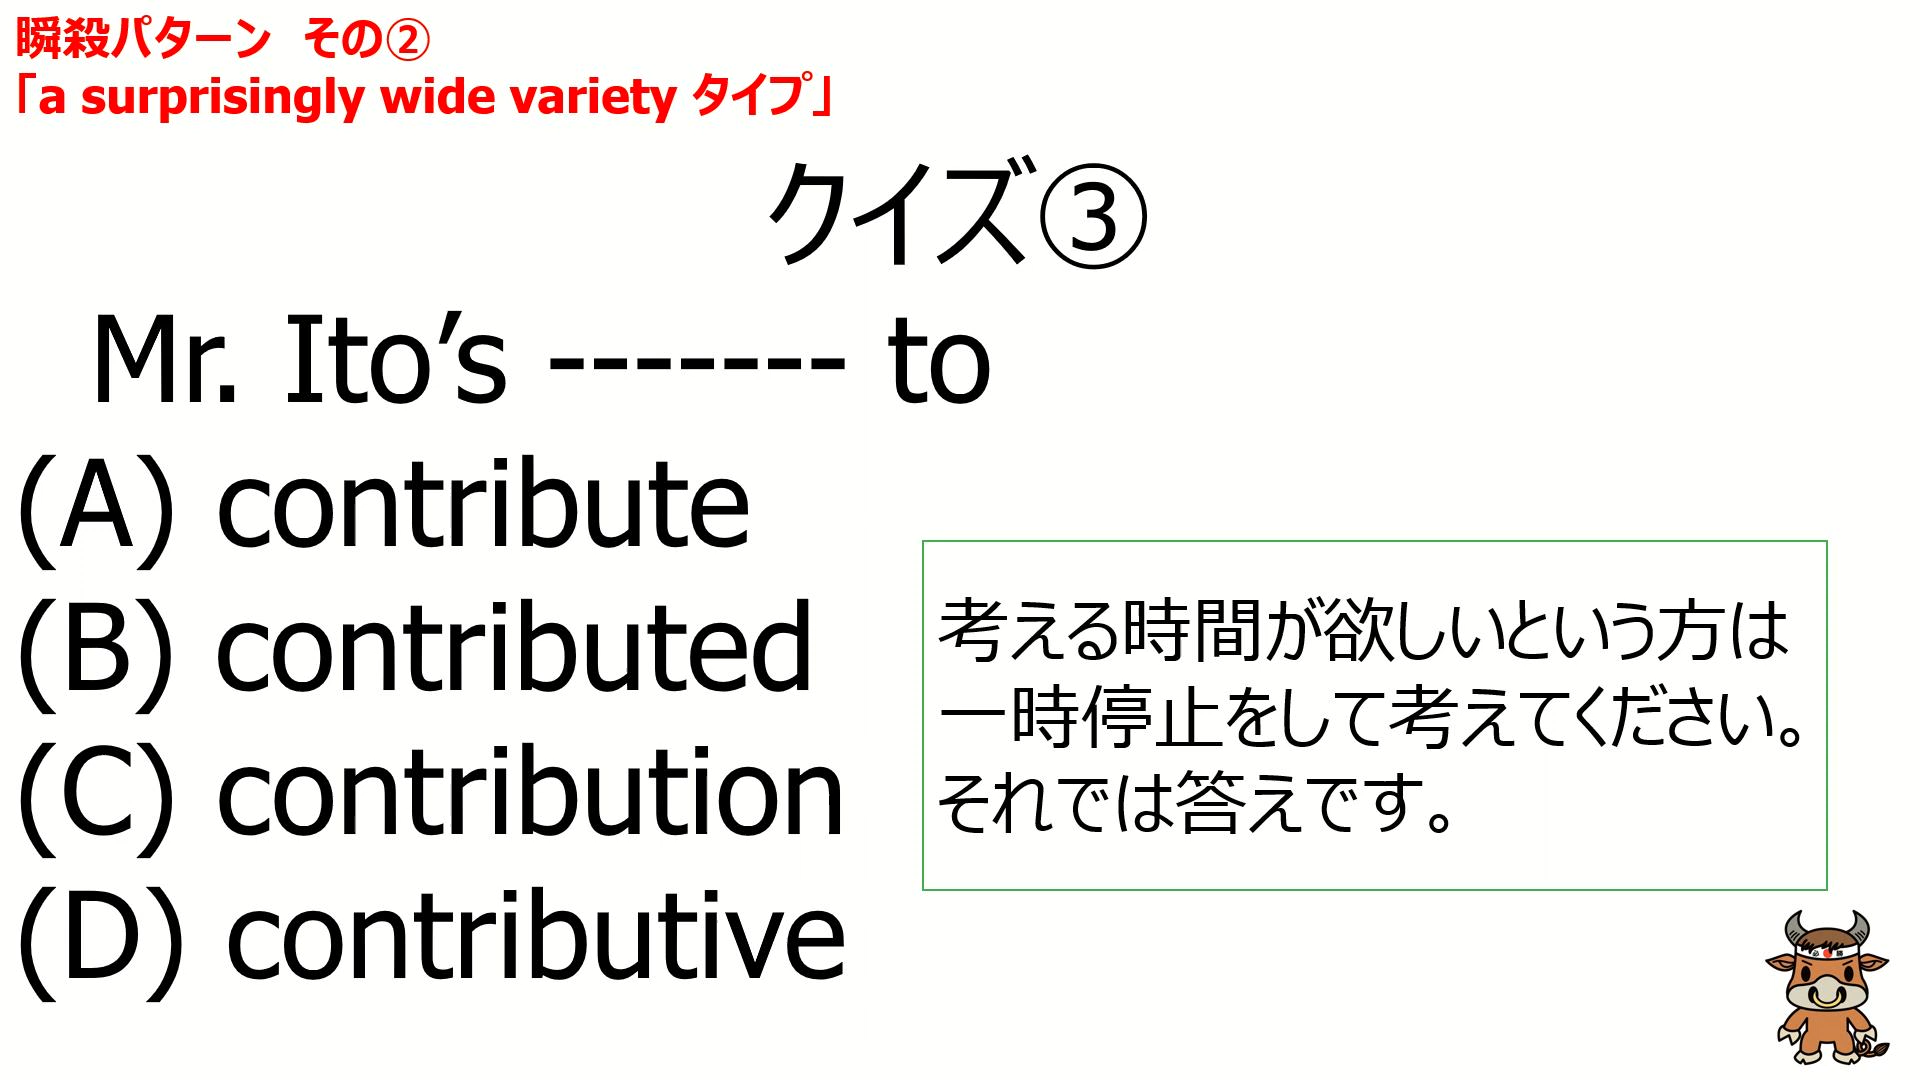 瞬殺パターン その②
「a surprisingly wide variety タイプ」
クイズ③
Mr. Ito’s ------- to
(A) contribute
(B) contributed
(C) contribution
(D) contributive
考える時間が欲しいという方は
一時停止をして考えてください。
それでは答えです。
必勝